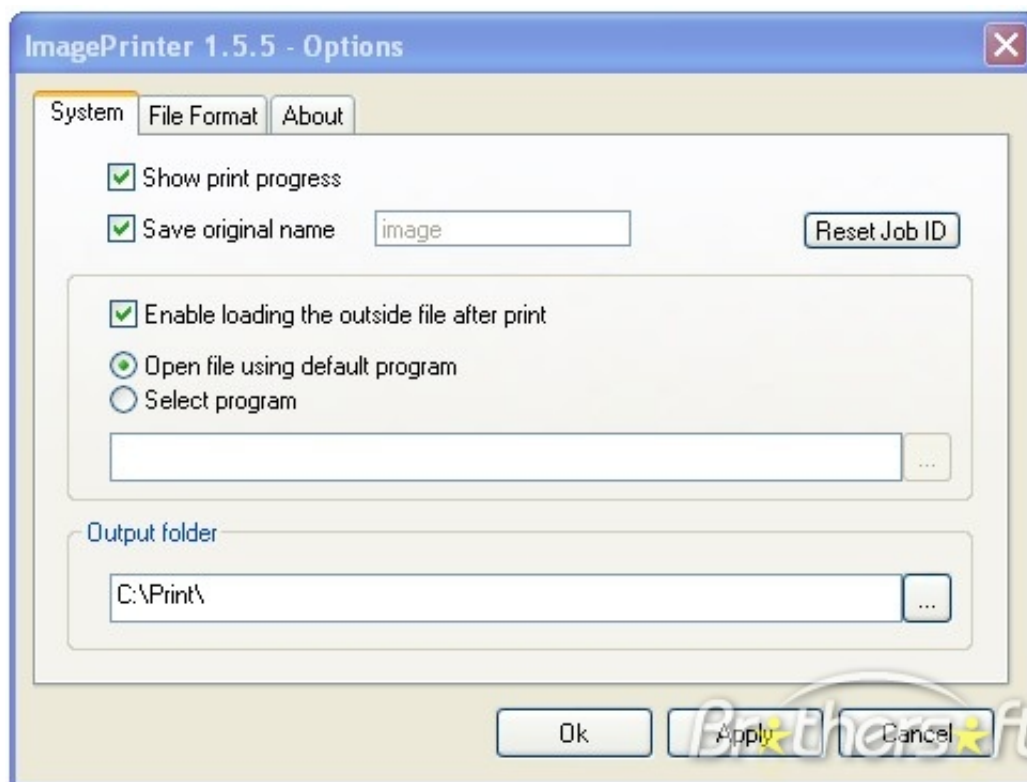 ImagePrinter 1.5.5 - Options
System File Format About
Show print progress
Save original name image Reset Job ID
Enable loading the outside file after print
Open file using default program
Select program
...
Output folder
C:\Print\ ...
Ok Apply Cancel
Brothersoft